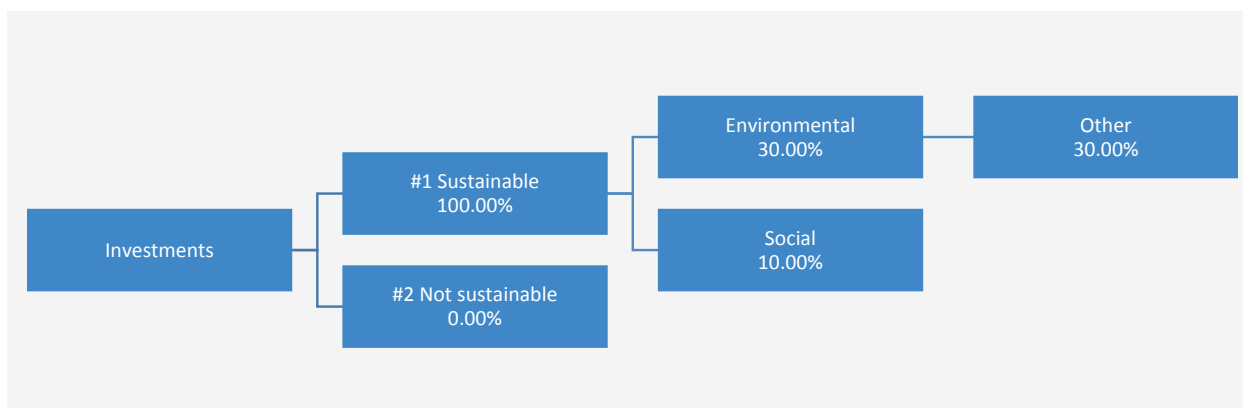 Investments
#1 Sustainable
100.00%
#2 Not sustainable
0.00%
Environmental
30.00%
Social
10.00%
Other
30.00%